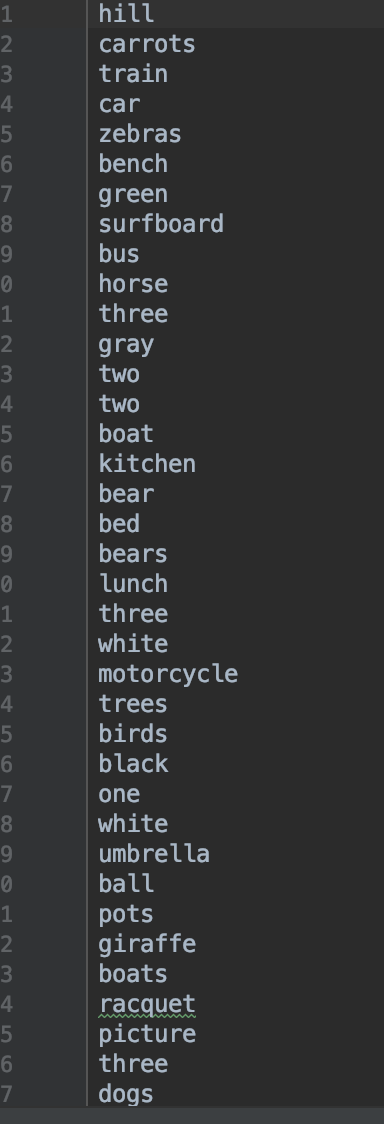 1 hill
2 carrots
3 train
4 car
5 zebras
6 bench
7 green
8 surfboard
9 bus
0 horse
1 three
2 gray
3 two
4 two
5 boat
6 kitchen
7 bear
8 bed
9 bears
0 lunch
1 three
2 white
3 motorcycle
4 trees
5 birds
6 black
7 one
8 white
9 umbrella
0 ball
1 pots
2 giraffe
3 boats
4 racquet
5 picture
6 three
7 dogs